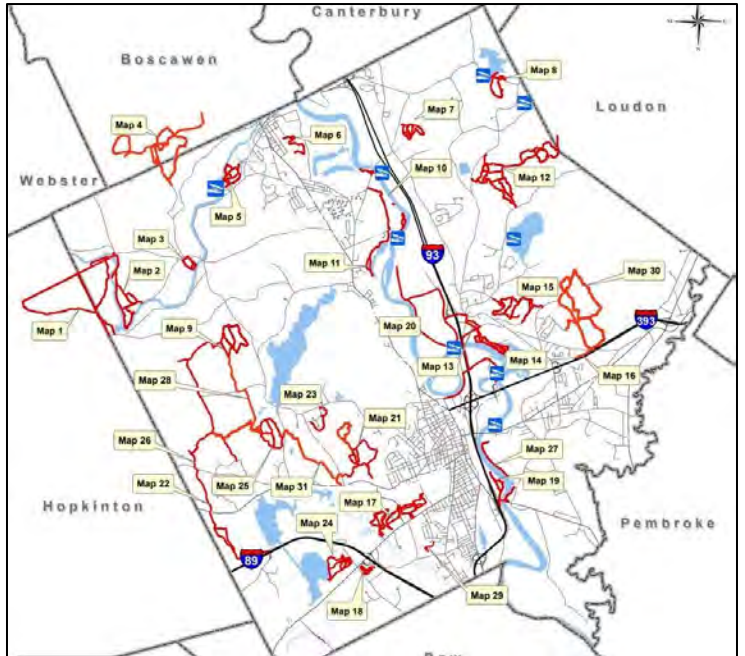 Canterbury
Boscawen
Loudon
Map 8
Map 4
Map 7
Map 6
Map 10
Map 12
Webster
Map 5
Map 3
Map 2
Map 11
93
Map 30
Map 15
Map 1
Map 9
Map 20
393
Map 13
Map 14
Map 16
Map 28
Map 23
Map 21
Map 26
Map 27
Map 22
Map 25
Map 31
Map 19
Hopkinton
Map 17
Pembroke
Map 24
89
Map 18
Map 29